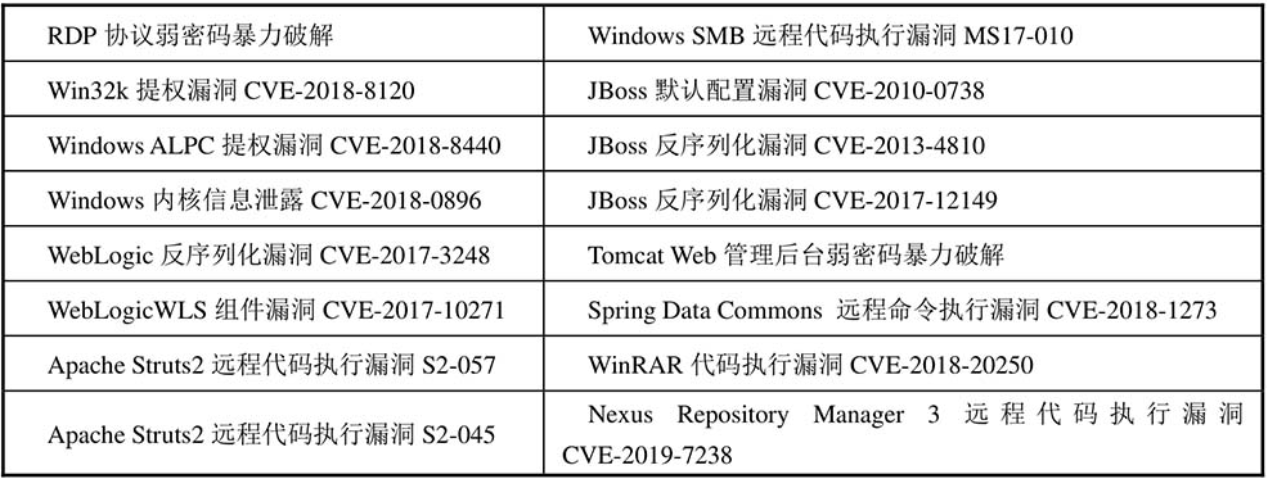 RDP 协议弱密码暴力破解
Windows SMB 远程代码执行漏洞 MS17-010
Win32k 提权漏洞 CVE-2018-8120
JBoss 默认配置漏洞 CVE-2010-0738
Windows ALPC 提权漏洞 CVE-2018-8440
JBoss 反序列化漏洞 CVE-2013-4810
Windows 内核信息泄露 CVE-2018-0896
JBoss 反序列化漏洞 CVE-2017-12149
WebLogic 反序列化漏洞 CVE-2017-3248
Tomcat Web 管理后台弱密码暴力破解
WebLogicWLS 组件漏洞 CVE-2017-10271
Spring Data Commons 远程命令执行漏洞 CVE-2018-1273
Apache Struts2 远程代码执行漏洞 S2-057
WinRAR 代码执行漏洞 CVE-2018-20250
Apache Struts2 远程代码执行漏洞 S2-045
Nexus Repository Manager 3 远程代码执行漏洞
CVE-2019-7238